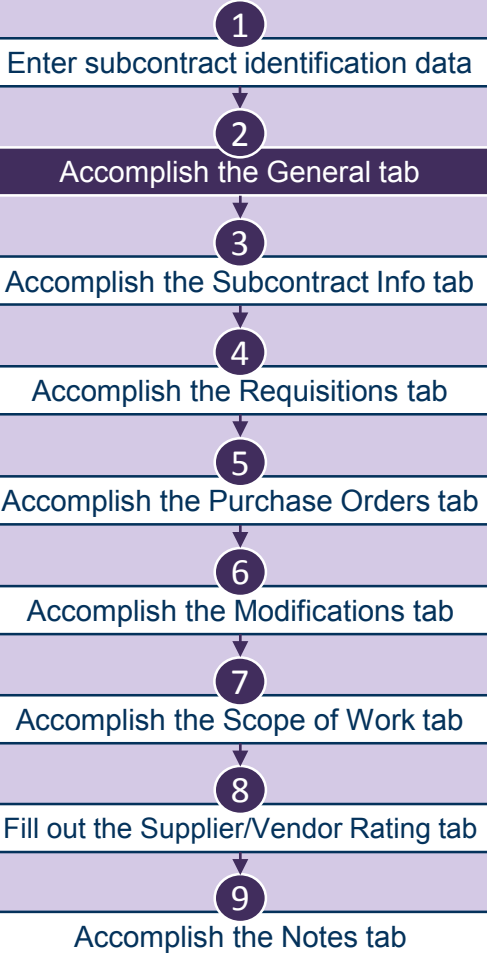 1
Enter subcontract identification data
2
Accomplish the General tab
3
Accomplish the Subcontract Info tab
4
Accomplish the Requisitions tab
5
Accomplish the Purchase Orders tab
6
Accomplish the Modifications tab
7
Accomplish the Scope of Work tab
8
Fill out the Supplier/Vendor Rating tab
9
Accomplish the Notes tab